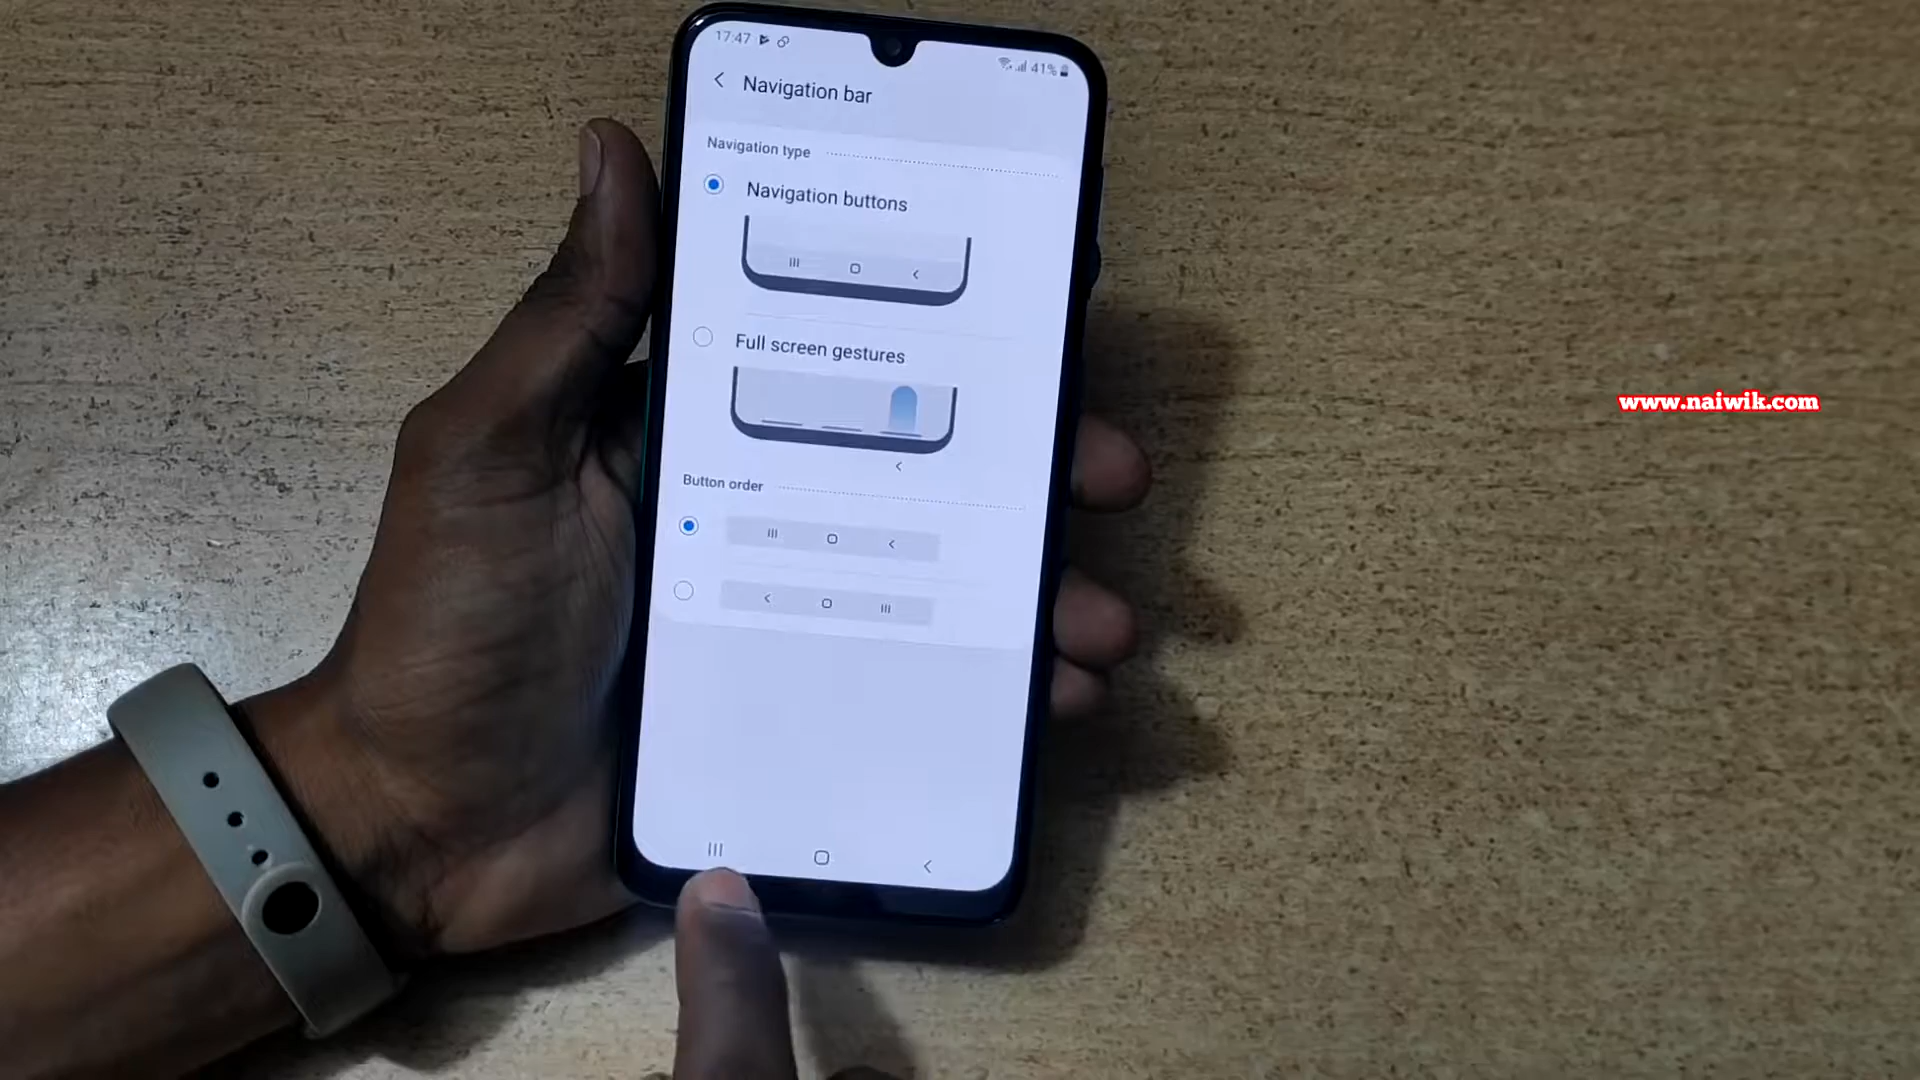 17:47
41%
Navigation bar
Navigation type
Navigation buttons
Full screen gestures
www.naiwik.com
Button order